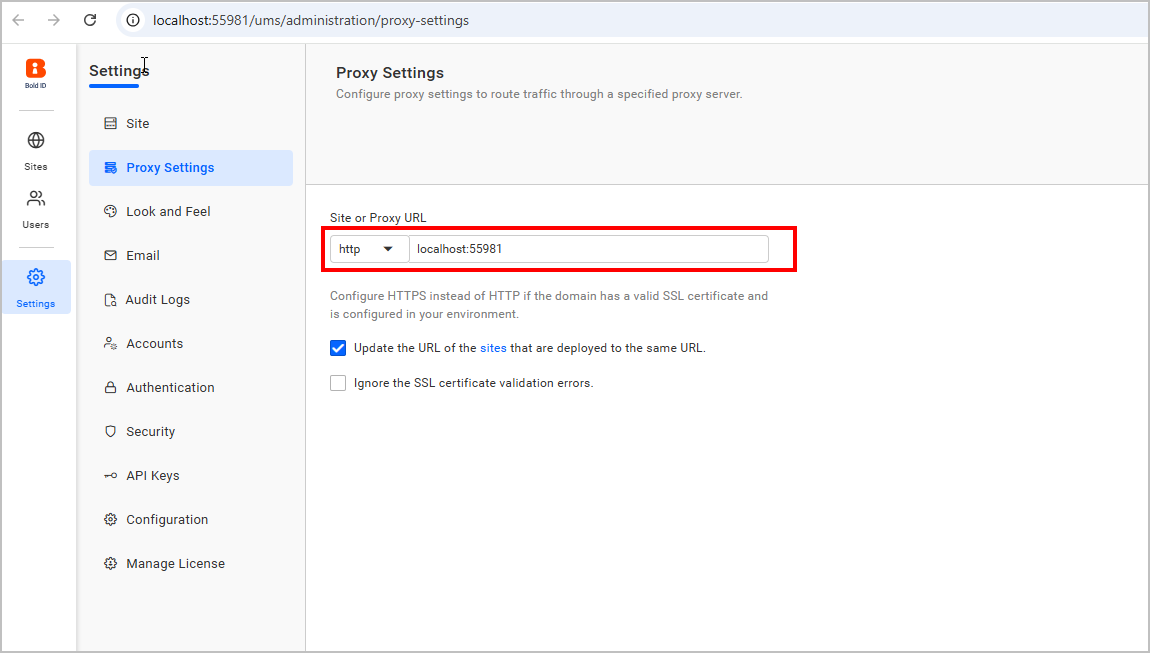 localhost:55981/ums/administration/proxy-settings
Bold ID
Sites
Users
Settings
Settings
Site
Proxy Settings
Look and Feel
Email
Audit Logs
Accounts
Authentication
Security
API Keys
Configuration
Manage License
Proxy Settings
Configure proxy settings to route traffic through a specified proxy server.
Site or Proxy URL
http localhost:55981
Configure HTTPS instead of HTTP if the domain has a valid SSL certificate and
is configured in your environment.
Update the URL of the sites that are deployed to the same URL.
Ignore the SSL certificate validation errors.